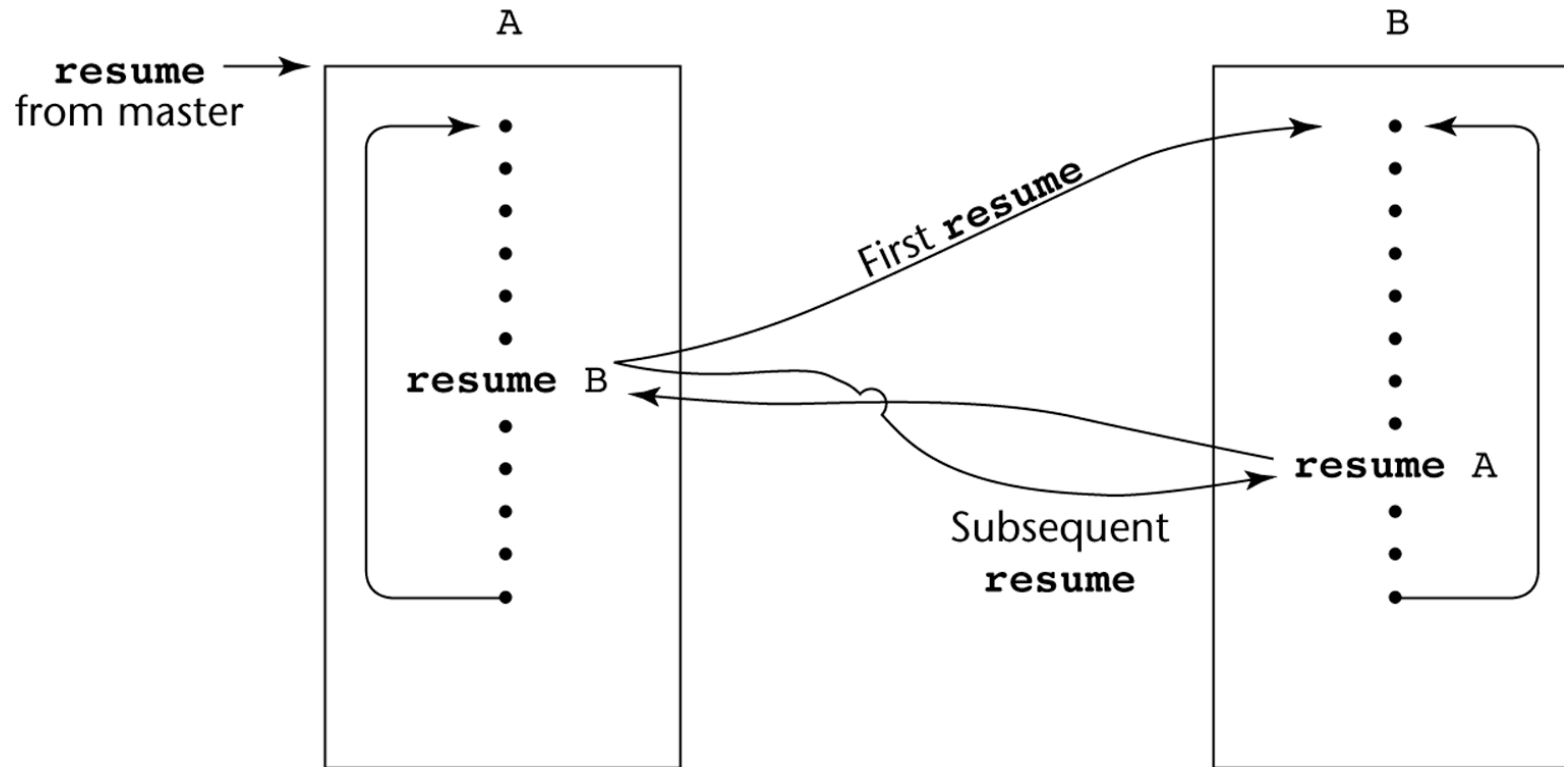 A
B
resume
from master
First resume
resume B
resume A
Subsequent
resume